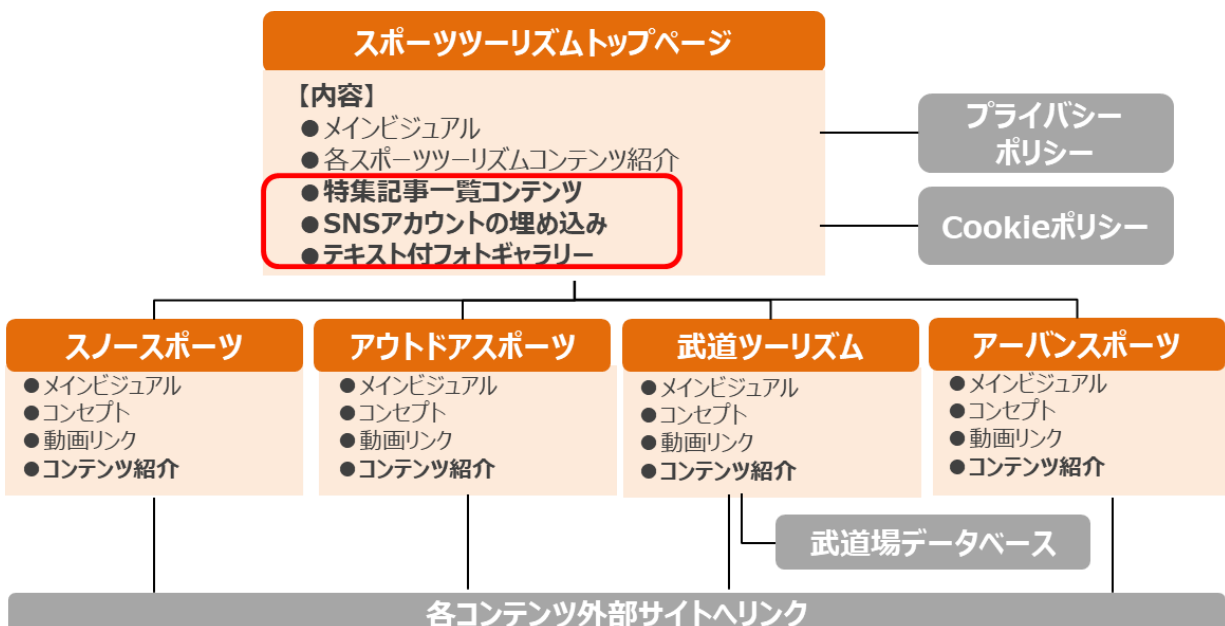 スポーツツーリズムトップページ
【内容】
●メインビジュアル
●各スポーツツーリズムコンテンツ紹介
●特集記事一覧コンテンツ
●SNSアカウントの埋め込み
●テキスト付フォトギャラリー
プライバシー
ポリシー
Cookieポリシー
スノースポーツ
●メインビジュアル
●コンセプト
●動画リンク
●コンテンツ紹介
アウトドアスポーツ
●メインビジュアル
●コンセプト
●動画リンク
●コンテンツ紹介
武道ツーリズム
●メインビジュアル
●コンセプト
●動画リンク
●コンテンツ紹介
アーバンスポーツ
●メインビジュアル
●コンセプト
●動画リンク
●コンテンツ紹介
武道場データベース
各コンテンツ外部サイトへリンク